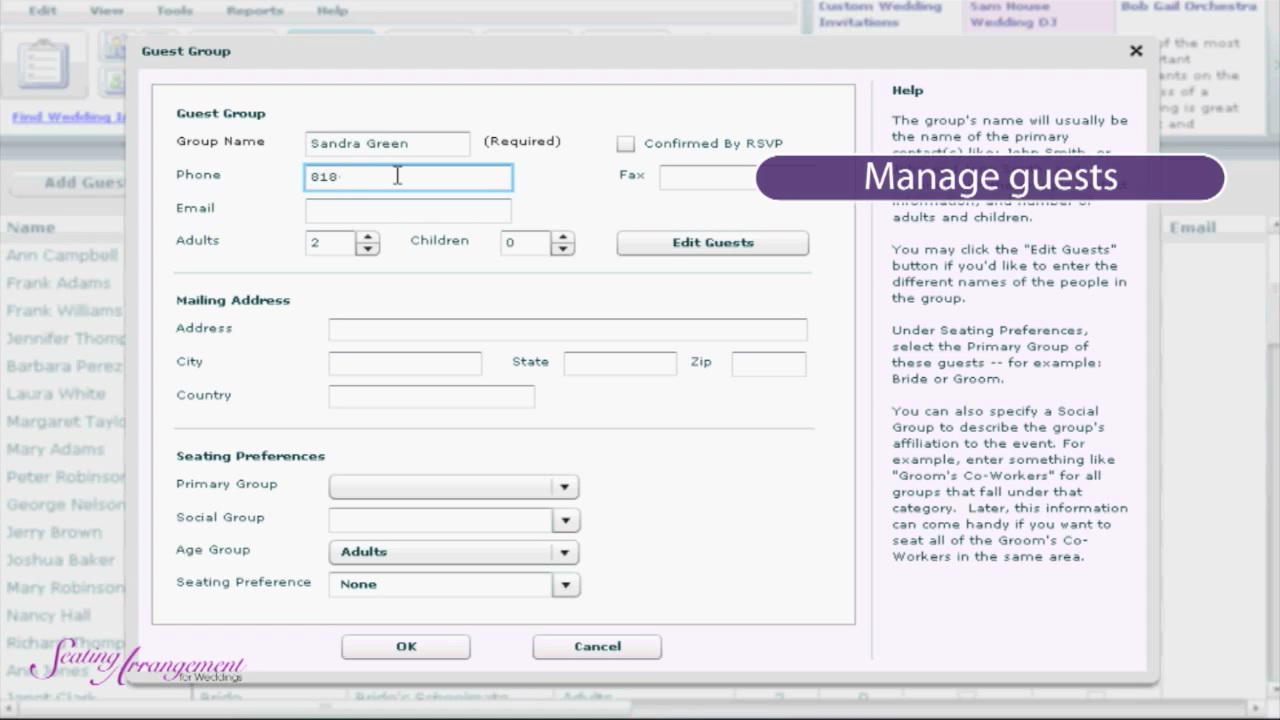 Edit View Tools Reports Help
Custom Wedding Invitations
Sam House Wedding DJ
Bob Gail Orchestra
Find Wedding
Guest Group
Guest Group
Group Name Sandra Green (Required) Confirmed By RSVP
Phone 818- Fax
Manage guests
Email
Adults 2 Children 0 Edit Guests
Mailing Address
Address
City State Zip
Country
Seating Preferences
Primary Group
Social Group
Age Group Adults
Seating Preference None
OK Cancel
Help
The group's name will usually be
the name of the primary
adults and children.
You may click the "Edit Guests"
button if you'd like to enter the
different names of the people in
the group.
Under Seating Preferences,
select the Primary Group of
these guests -- for example:
Bride or Groom.
You can also specify a Social
Group to describe the group's
affiliation to the event. For
example, enter something like
"Groom's Co-Workers" for all
groups that fall under that
category. Later, this information
can come handy if you want to
seat all of the Groom's Co-
Workers in the same area.
Name
Email
Ann Campbell
Frank Adams
Frank Williams
Jennifer
Barbara Perez
Laura White
Margaret
Mary Adams
Peter Robinson
George Nelson
Jerry Brown
Joshua Baker
Mary Robinson
Nancy Hall
Seating Arrangement
for Weddings